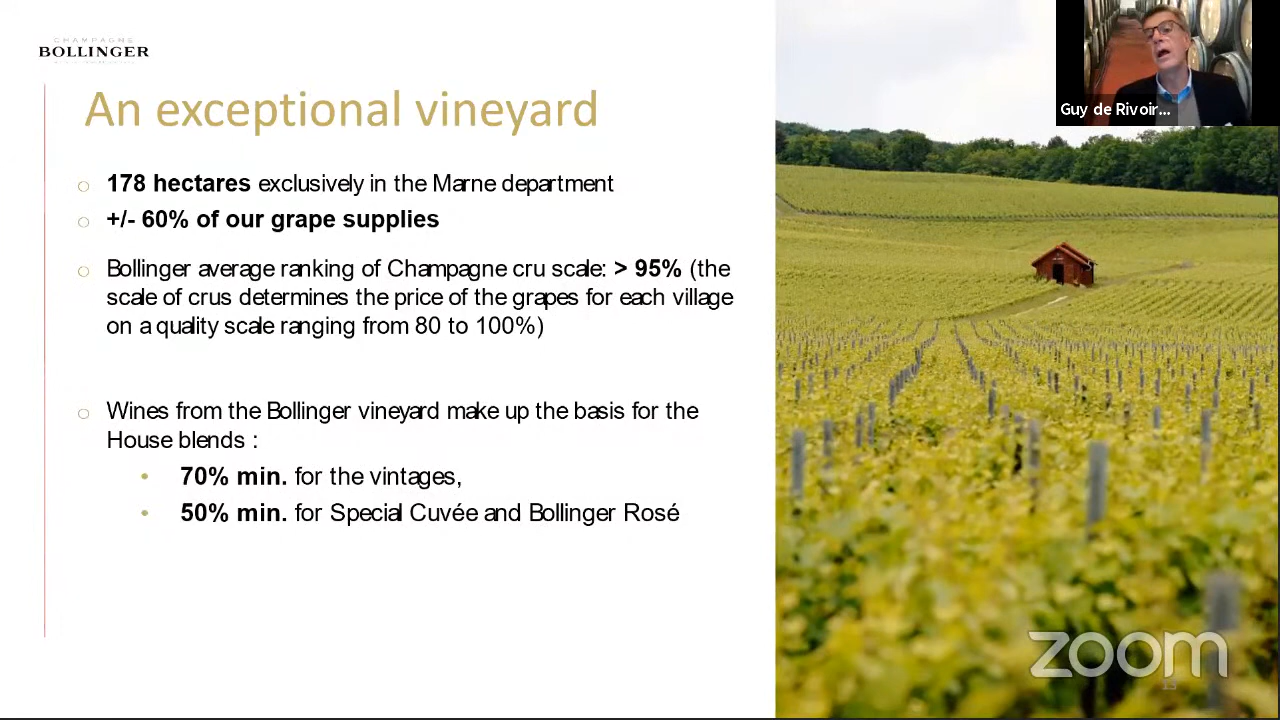 CHAMPAGNE
BOLLINGER
An exceptional vineyard
178 hectares exclusively in the Marne department
+/- 60% of our grape supplies
Bollinger average ranking of Champagne cru scale: > 95% (the
scale of crus determines the price of the grapes for each village
on a quality scale ranging from 80 to 100%)
Wines from the Bollinger vineyard make up the basis for the
House blends :
• 70% min. for the vintages,
• 50% min. for Special Cuvée and Bollinger Rosé
Guy de Rivoir...
zoom